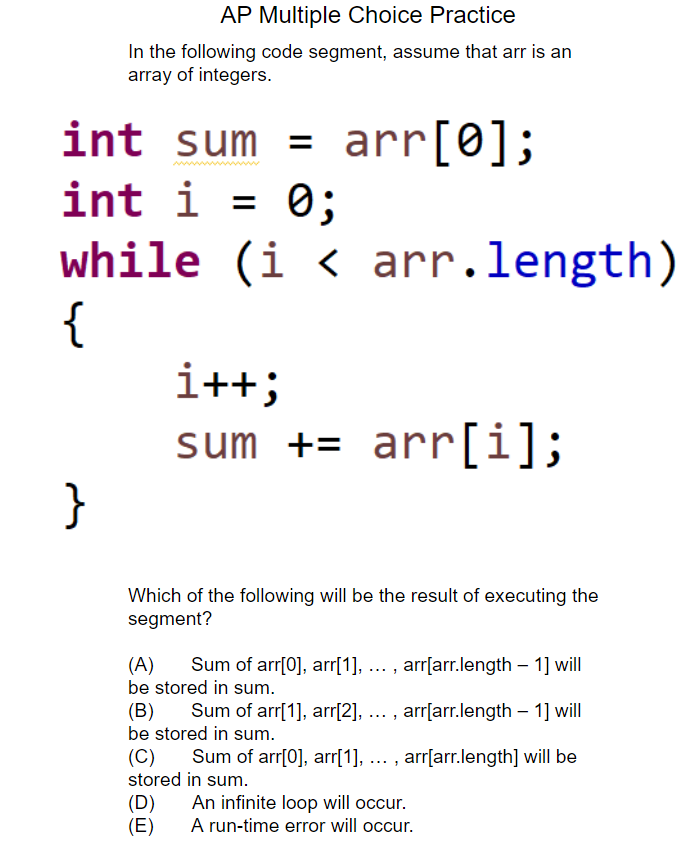 AP Multiple Choice Practice
In the following code segment, assume that arr is an
array of integers.
int sum = arr[0];
int i = 0;
while (i < arr.length)
{
i++;
sum += arr[i];
}
Which of the following will be the result of executing the
segment?
(A) Sum of arr[0], arr[1], … , arr[arr.length – 1] will
be stored in sum.
(B) Sum of arr[1], arr[2], … , arr[arr.length – 1] will
be stored in sum.
(C) Sum of arr[0], arr[1], … , arr[arr.length] will be
stored in sum.
(D) An infinite loop will occur.
(E) A run-time error will occur.